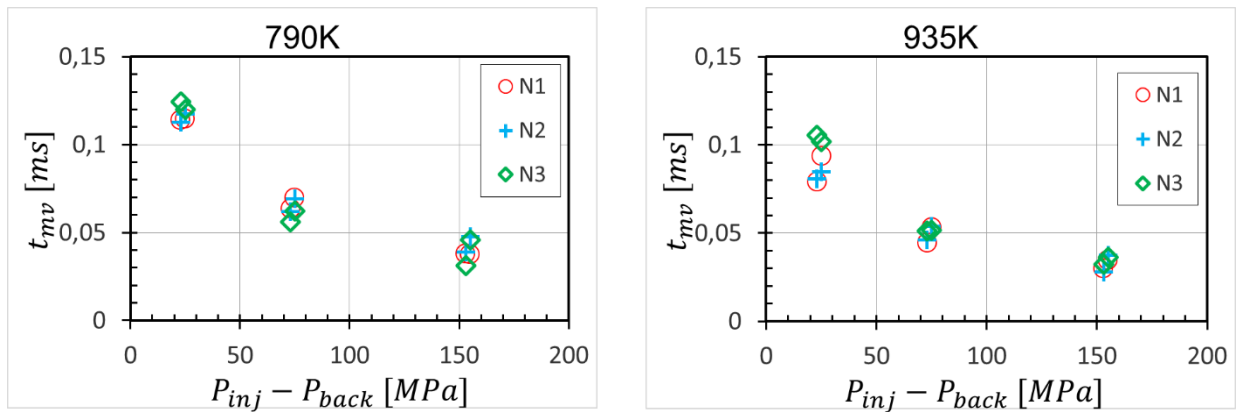 790K
0,15
0,1
0,05
0
t_mv [ms]
N1
N2
N3
0 50 100 150 200
P_inj − P_back [MPa]
935K
0,15
0,1
0,05
0
t_mv [ms]
N1
N2
N3
0 50 100 150 200
P_inj − P_back [MPa]